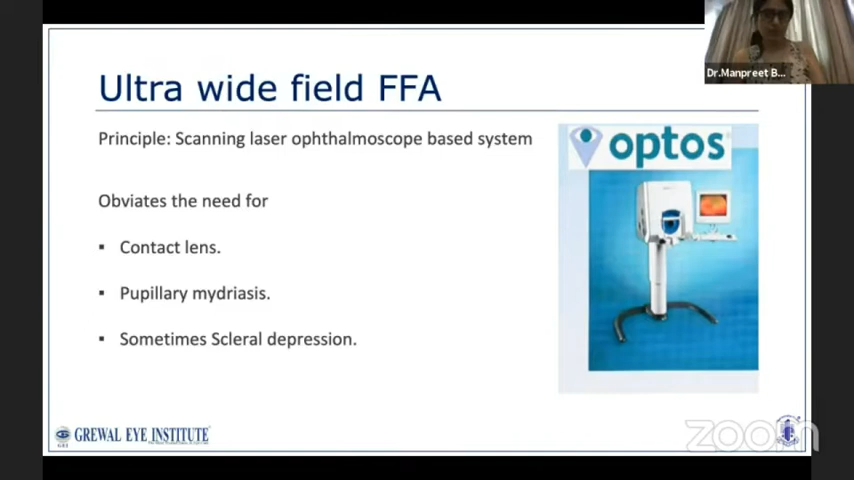 Ultra wide field FFA
Dr.Manpreet B...
Principle: Scanning laser ophthalmoscope based system
optos
Obviates the need for
▪ Contact lens.
▪ Pupillary mydriasis.
▪ Sometimes Scleral depression.
GREWAL EYE INSTITUTE
zoom